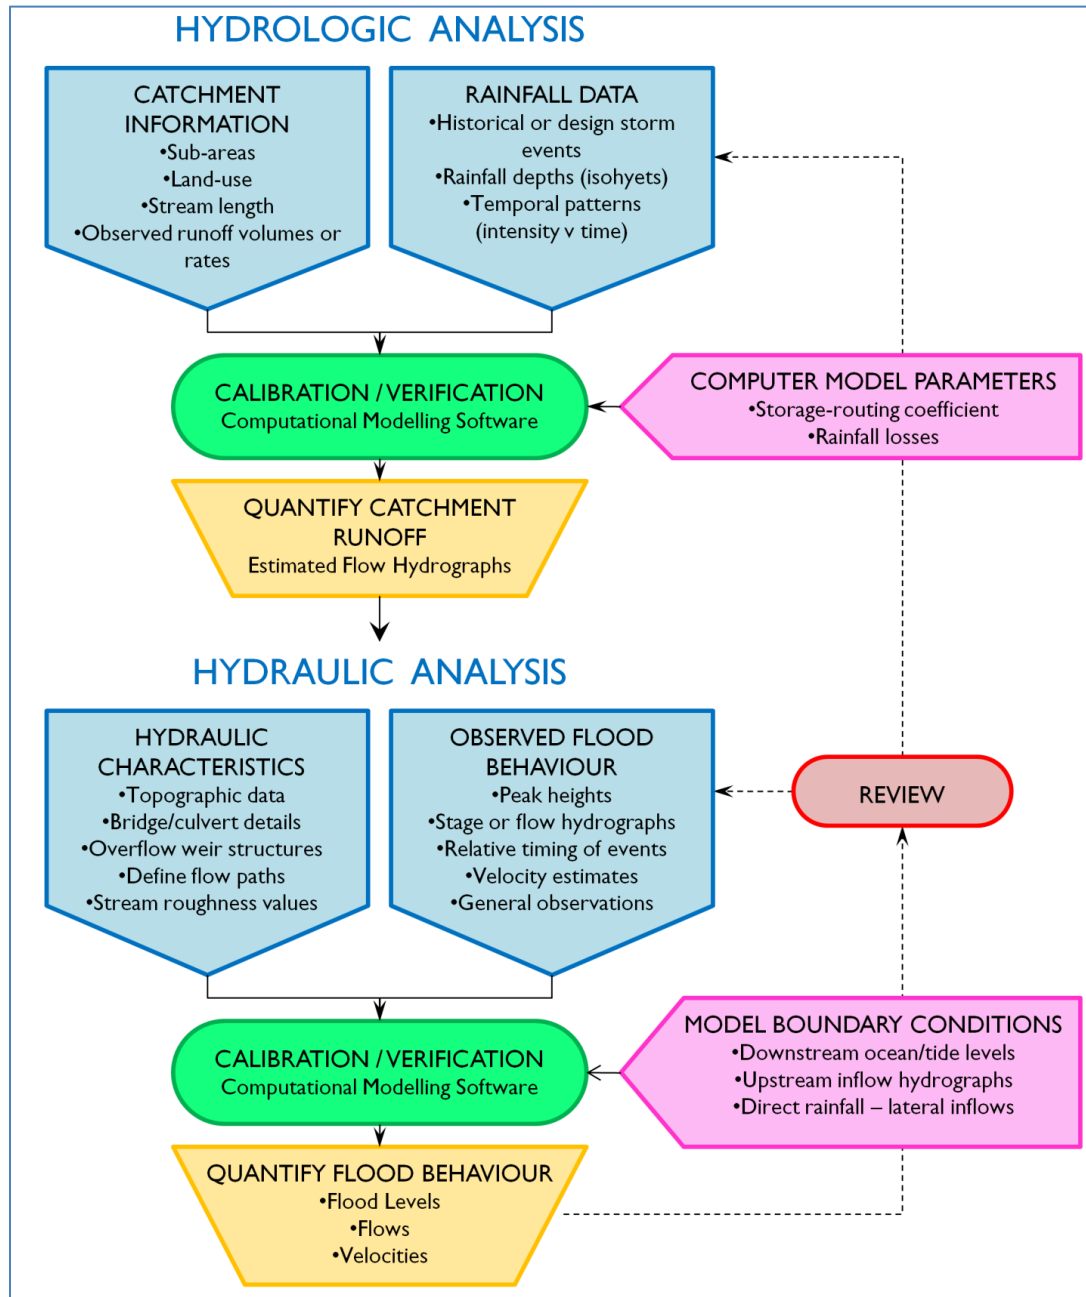 HYDROLOGIC ANALYSIS
CATCHMENT
INFORMATION
•Sub-areas
•Land-use
•Stream length
•Observed runoff volumes or
rates
RAINFALL DATA
•Historical or design storm
events
•Rainfall depths (isohyets)
•Temporal patterns
(intensity v time)
CALIBRATION / VERIFICATION
Computational Modelling Software
COMPUTER MODEL PARAMETERS
•Storage-routing coefficient
•Rainfall losses
QUANTIFY CATCHMENT
RUNOFF
Estimated Flow Hydrographs
HYDRAULIC ANALYSIS
HYDRAULIC
CHARACTERISTICS
•Topographic data
•Bridge/culvert details
•Overflow weir structures
•Define flow paths
•Stream roughness values
OBSERVED FLOOD
BEHAVIOUR
•Peak heights
•Stage or flow hydrographs
•Relative timing of events
•Velocity estimates
•General observations
REVIEW
CALIBRATION / VERIFICATION
Computational Modelling Software
MODEL BOUNDARY CONDITIONS
•Downstream ocean/tide levels
•Upstream inflow hydrographs
•Direct rainfall – lateral inflows
QUANTIFY FLOOD BEHAVIOUR
•Flood Levels
•Flows
•Velocities